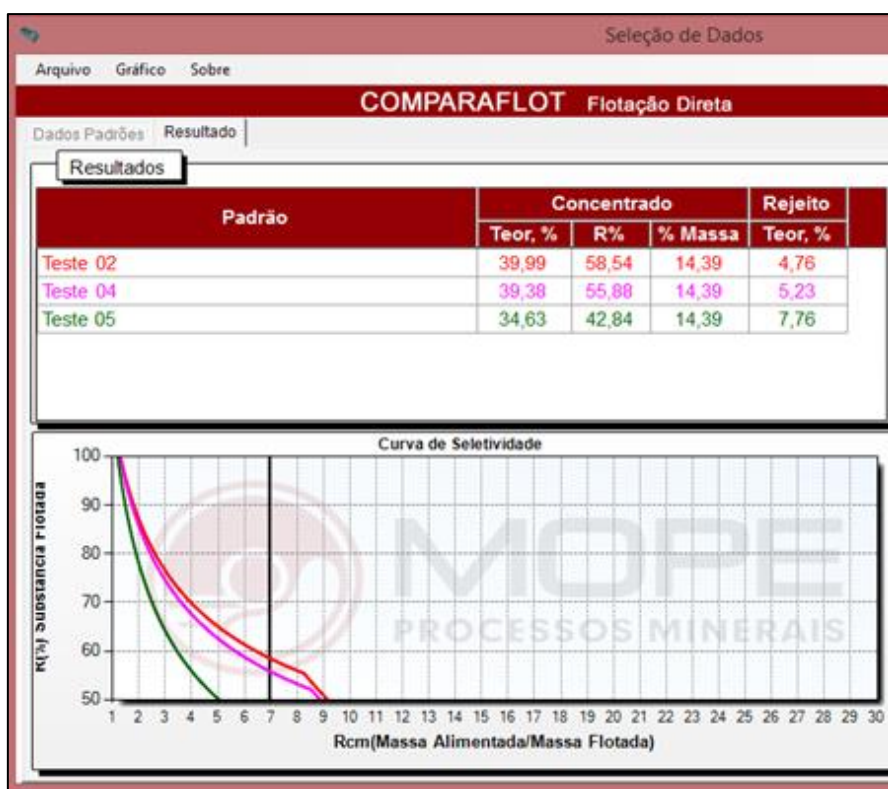 Seleção de Dados
Arquivo Gráfico Sobre
COMPARAFLOT Flotação Direta
Dados Padrões Resultado
Resultados
Padrão Concentrado Rejeito
Teor, % R% % Massa Teor, %
Teste 02 39,99 58,54 14,39 4,76
Teste 04 39,38 55,88 14,39 5,23
Teste 05 34,63 42,84 14,39 7,76
Curva de Seletividade
100
90
80
70
60
50
R(%) Substância Flotada
MOPE
PROCESSOS MINERAIS
1 2 3 4 5 6 7 8 9 10 11 12 13 14 15 16 17 18 19 20 21 22 23 24 25 26 27 28 29 30
Rcm(Massa Alimentada/Massa Flotada)